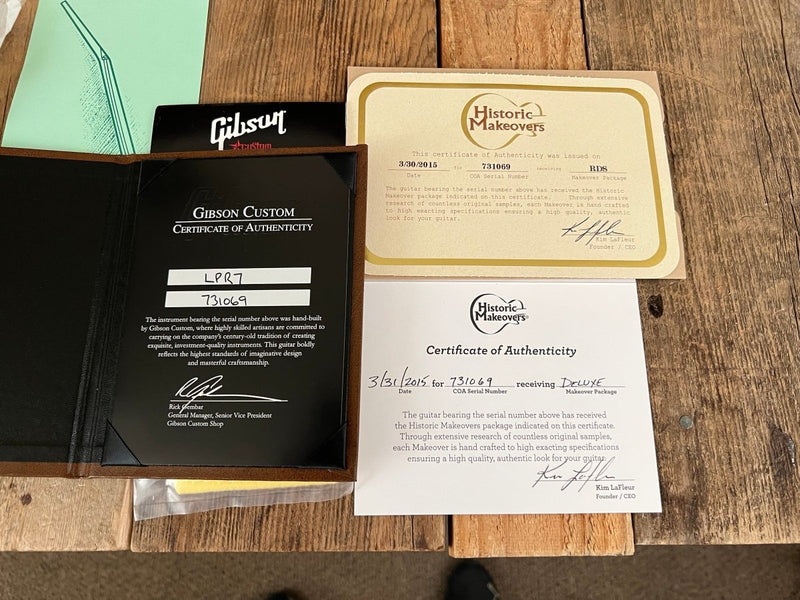 Gibson
Custom
GIBSON CUSTOM
CERTIFICATE OF AUTHENTICITY
LPR7
731069
The instrument bearing the serial number above was hand-built
by Gibson Custom, where highly skilled artisans are committed to
carrying on the company's century-old tradition of creating
exquisite, investment-quality instruments. This guitar boldly
reflects the highest standards of imaginative design
and masterful craftsmanship.
Rick Gembar
General Manager, Senior Vice President
Gibson Custom Shop
Historic
Makeovers
This certificate of Authenticity was issued on
3/30/2015 for 731069 receiving RDS
Date COA Serial Number Makeover Package
The guitar bearing the serial number above has received the Historic
Makeover package indicated on this certificate. Through extensive
research of countless original samples, each Makeover is hand crafted
to high exacting specifications ensuring a high quality, authentic
look for your guitar.
Kim LaFleur
Founder / CEO
Historic
Makeovers
Certificate of Authenticity
3/31/2015 for 731069 receiving DELUXE
Date COA Serial Number Makeover Package
The guitar bearing the serial number above has received
the Historic Makeovers package indicated on this certificate.
Through extensive research of countless original samples,
each Makeover is hand crafted to high exacting specifications
ensuring a high quality, authentic look for your guitar.
Kim LaFleur
Kim LaFleur
Founder / CEO